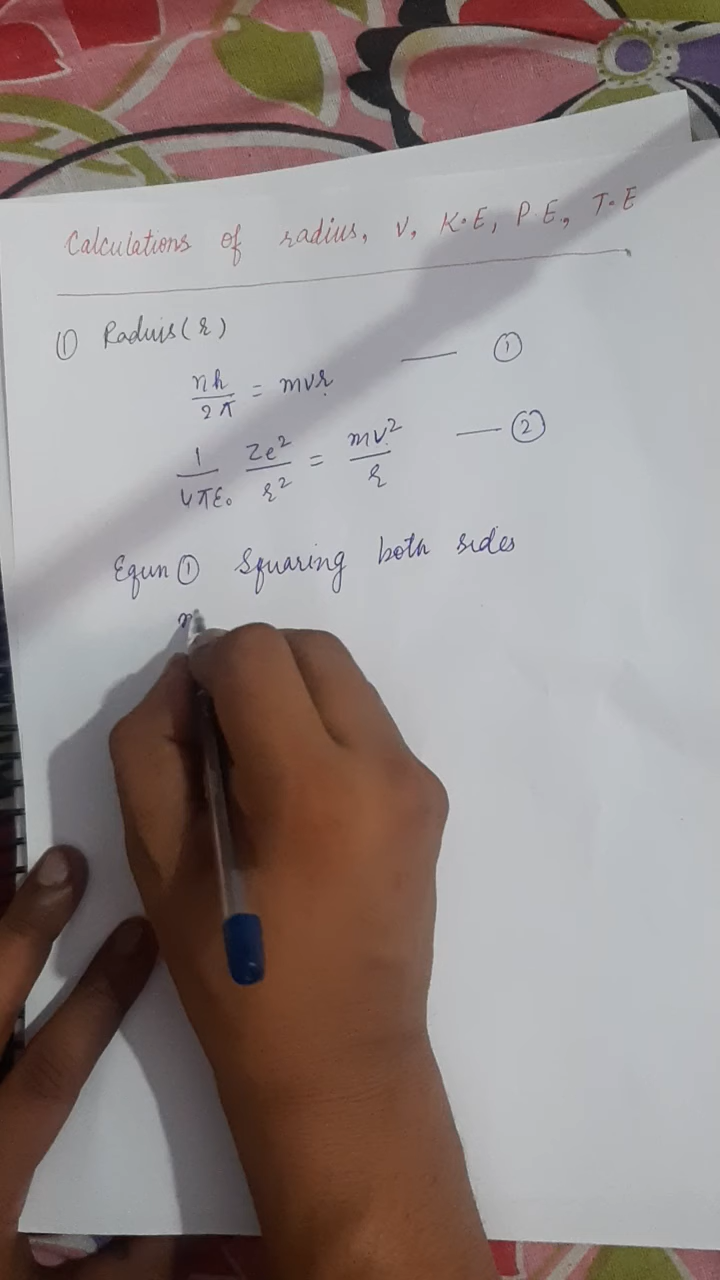 Calculations of radius, v, K.E, P.E., T.E
① Raduis(r)
nh/2π = mvr — ①
1/4πε₀ Ze²/r² = mv²/r — ②
Equn ① Squaring both sides
n